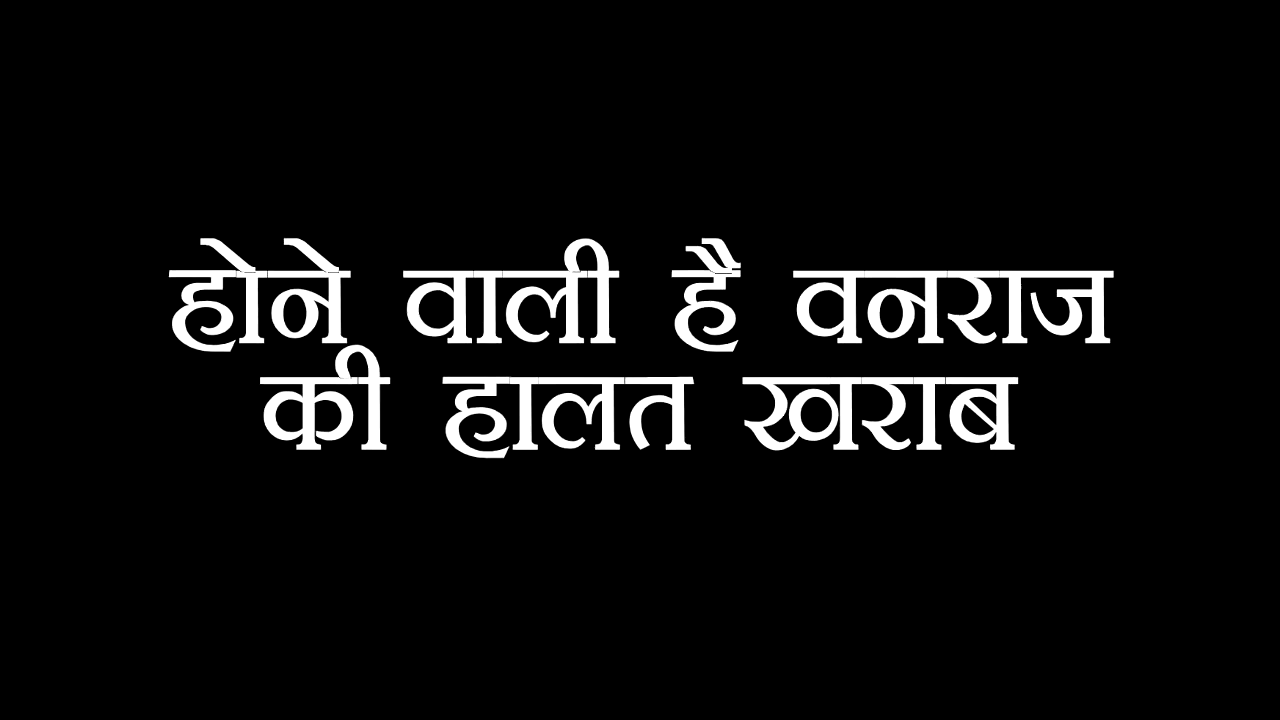 होने वाली है वनराज
की हालत खराब